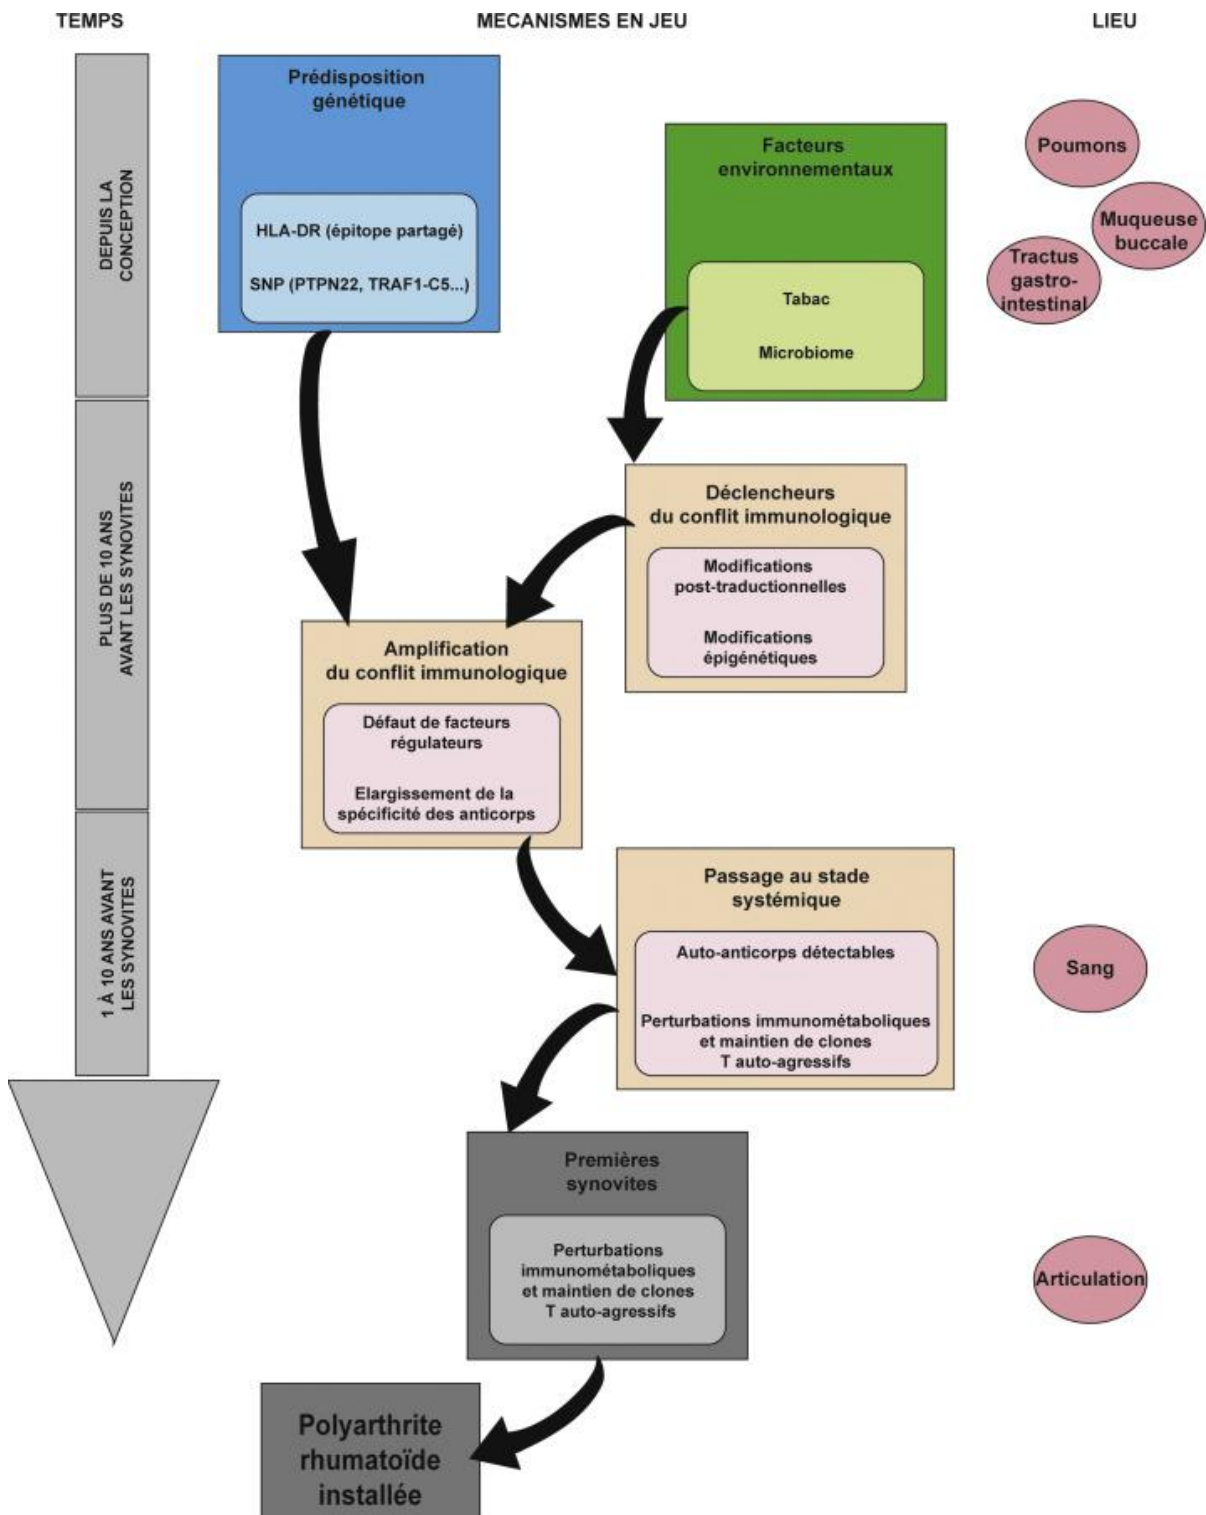 TEMPS
MECANISMES EN JEU
LIEU
DEPUIS LA
CONCEPTION
Prédisposition
génétique
HLA-DR (épitope partagé)
SNP (PTPN22, TRAF1-C5...)
Facteurs
environnementaux
Tabac
Microbiome
Poumons
Muqueuse
buccale
Tractus
gastro-
intestinal
PLUS DE 10 ANS
AVANT LES SYNOVITES
Déclencheurs
du conflit immunologique
Modifications
post-traductionnelles
Modifications
épigénétiques
Amplification
du conflit immunologique
Défaut de facteurs
régulateurs
Elargissement de la
spécificité des anticorps
1 À 10 ANS AVANT
LES SYNOVITES
Passage au stade
systémique
Auto-anticorps détectables
Perturbations immunométaboliques
et maintien de clones
T auto-agressifs
Sang
Premières
synovites
Perturbations
immunométaboliques
et maintien de clones
T auto-agressifs
Articulation
Polyarthrite
rhumatoïde
installée